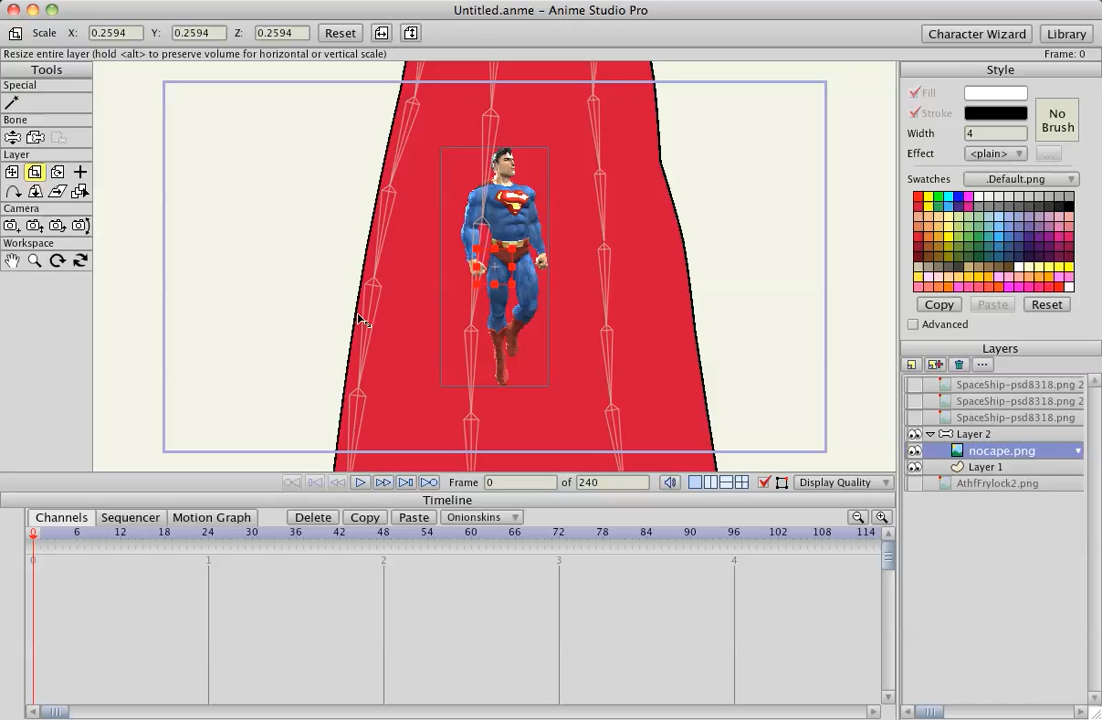 Untitled.anme – Anime Studio Pro
Scale X: 0.2594 Y: 0.2594 Z: 0.2594 Reset Character Wizard Library
Resize entire layer (hold <alt> to preserve volume for horizontal or vertical scale) Frame: 0
Tools
Special
Bone
Layer
Camera
Workspace
Style
Fill
Stroke
No Brush
Width 4
Effect <plain> ...
Swatches .Default.png
Copy Paste Reset
Advanced
Layers
SpaceShip-psd8318.png 2
SpaceShip-psd8318.png 2
SpaceShip-psd8318.png
Layer 2
nocape.png
Layer 1
AthfFrylock2.png
Frame 0 of 240 Display Quality
Timeline
Channels Sequencer Motion Graph Delete Copy Paste Onionskins
0 6 12 18 24 30 36 42 48 54 60 66 72 78 84 90 96 102 108 114
0 1 2 3 4